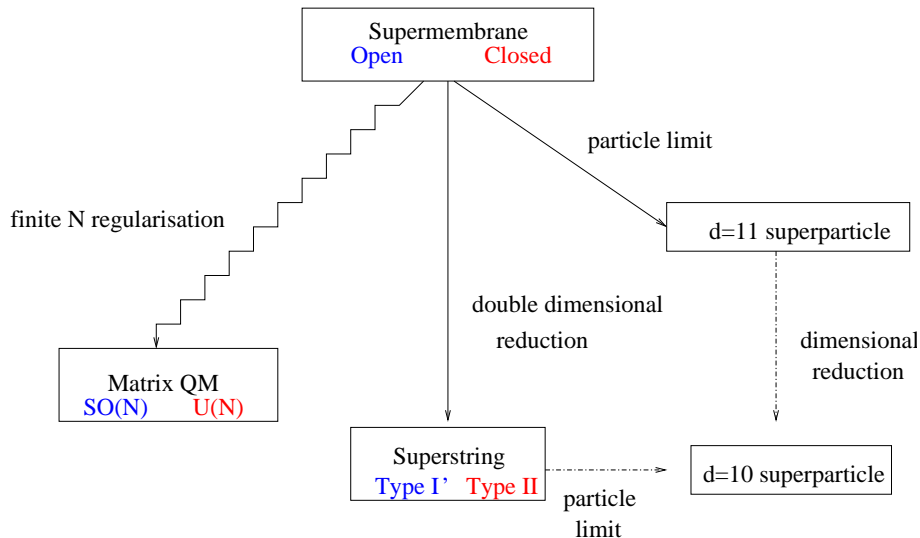 Supermembrane
Open Closed
particle limit
finite N regularisation
d=11 superparticle
double dimensional
reduction
dimensional
reduction
Matrix QM
SO(N) U(N)
Superstring
Type I' Type II
d=10 superparticle
particle
limit